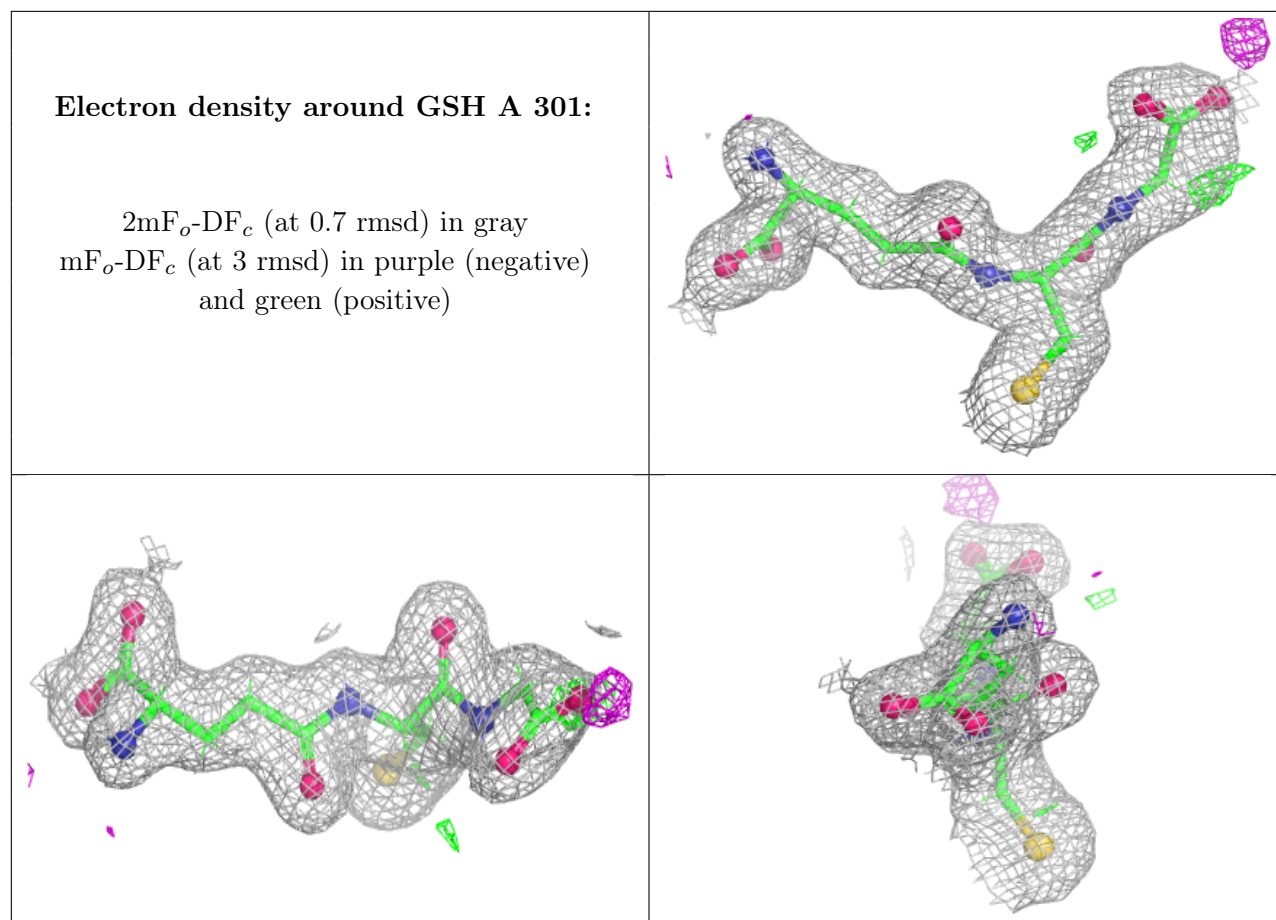 Electron density around GSH A 301:
2mFo-DFc (at 0.7 rmsd) in gray
mFo-DFc (at 3 rmsd) in purple (negative)
and green (positive)